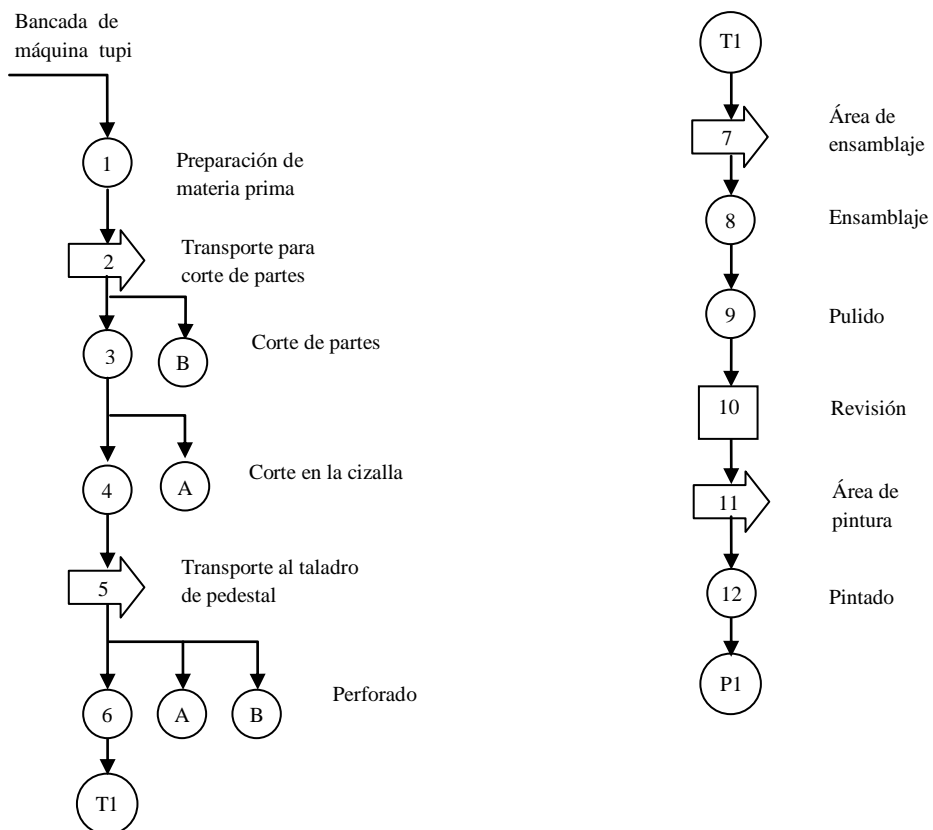 Bancada de
máquina tupi
1
Preparación de
materia prima
2
Transporte para
corte de partes
3
B
Corte de partes
4
A
Corte en la cizalla
5
Transporte al taladro
de pedestal
6
A
B
Perforado
T1
T1
7
Área de
ensamblaje
8
Ensamblaje
9
Pulido
10
Revisión
11
Área de
pintura
12
Pintado
P1